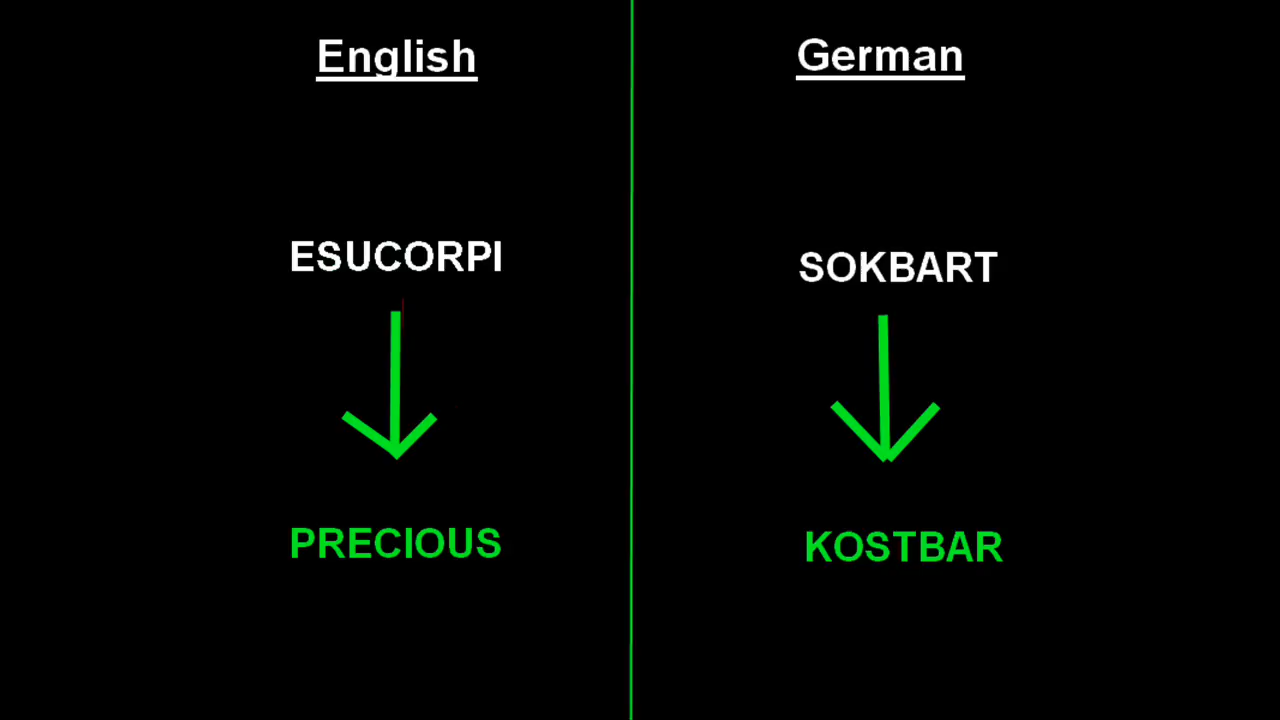 English
ESUCORPI
PRECIOUS
German
SOKBART
KOSTBAR